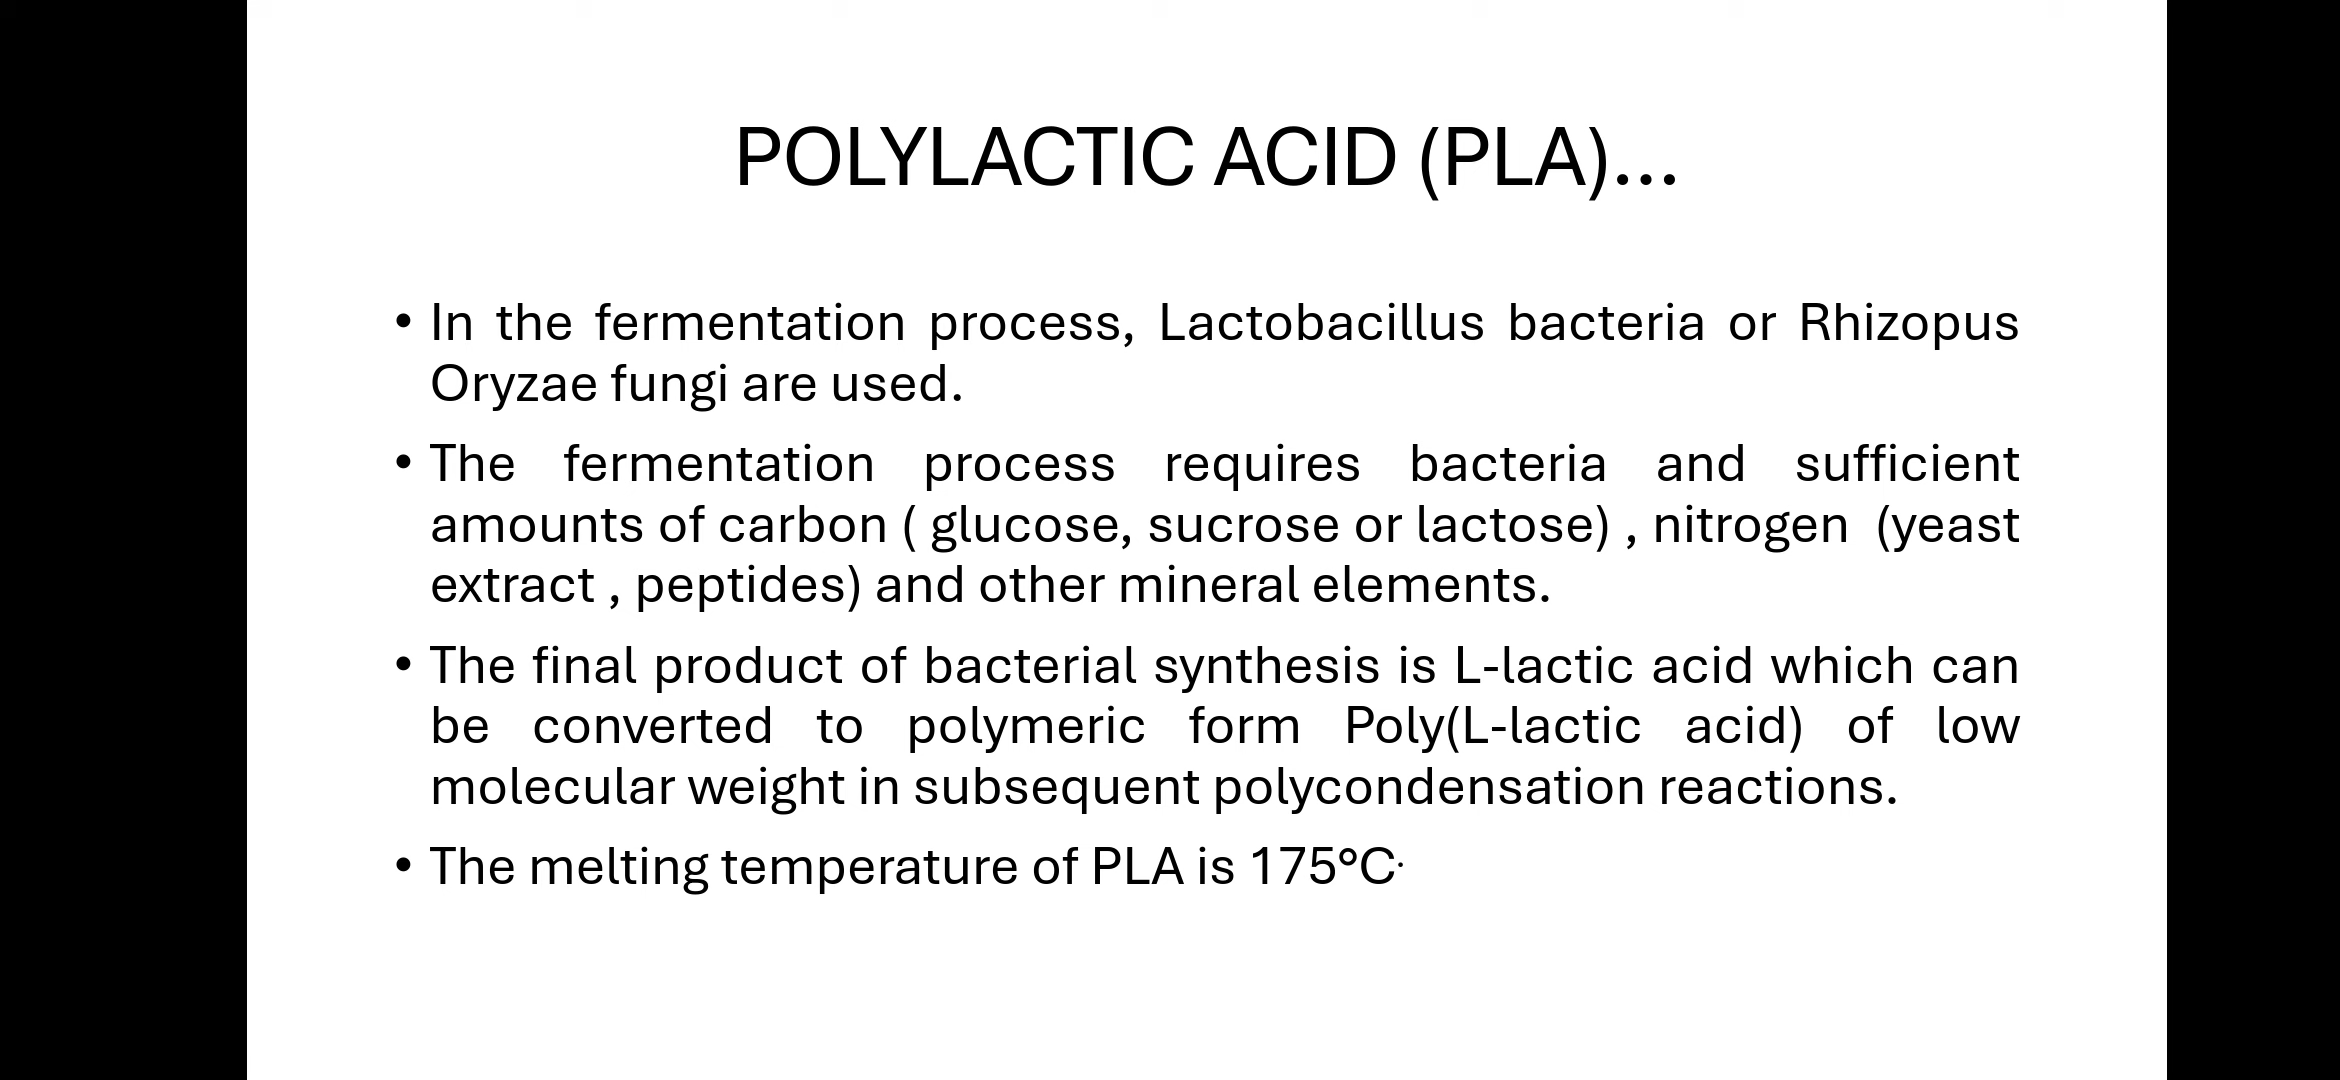 POLYLACTIC ACID (PLA)...
• In the fermentation process, Lactobacillus bacteria or Rhizopus
Oryzae fungi are used.
• The fermentation process requires bacteria and sufficient
amounts of carbon ( glucose, sucrose or lactose) , nitrogen (yeast
extract , peptides) and other mineral elements.
• The final product of bacterial synthesis is L-lactic acid which can
be converted to polymeric form Poly(L-lactic acid) of low
molecular weight in subsequent polycondensation reactions.
• The melting temperature of PLA is 175°C.